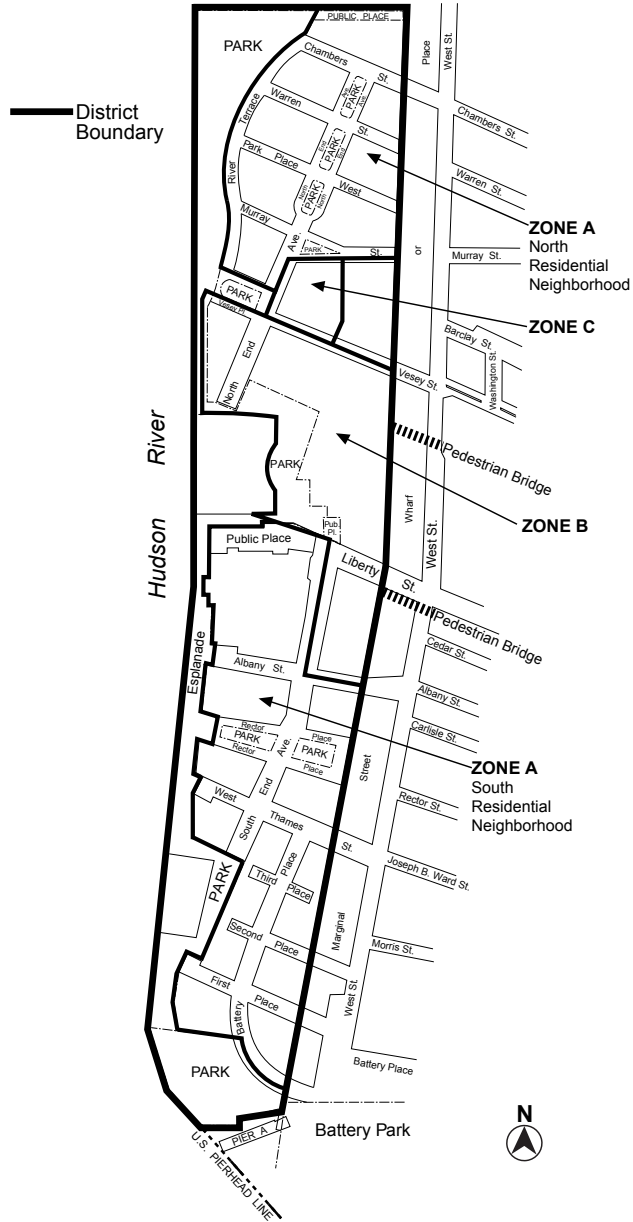 PUBLIC PLACE
PARK
Place
West St.
Chambers
St.
District
Boundary
Ave.
PARK
Ave.
Terrace
Warren
St.
Chambers St.
Park
Place
End
PARK
End
Warren St.
River
North
PARK
North
West
ZONE A
North
Residential
Neighborhood
Murray
Ave.
PARK
St.
or
Murray St.
PARK
Vesey Pl.
ZONE C
Barclay St.
Washington St.
Vesey St.
North
End
Hudson River
PARK
Pedestrian Bridge
Wharf
West St.
ZONE B
Pub
Pl.
Public Place
Liberty
St.
Pedestrian Bridge
Cedar St.
Esplanade
Albany St.
Albany St.
Carlisle St.
Rector
PARK
Rector
Ave.
Place
PARK
Place
Street
ZONE A
South
Residential
Neighborhood
Rector St.
West
End
South
Thames
St.
Joseph B. Ward St.
PARK
Place
Third
Place
Second
Place
Marginal
Morris St.
First
Place
West St.
Battery
Battery Place
PARK
PIER A
Battery Park
N
U.S. PIERHEAD LINE